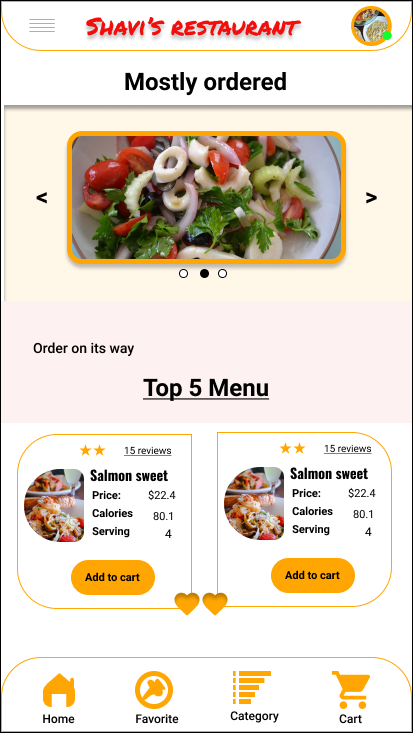 Shavi's restaurant
Mostly ordered
< >
Order on its way
Top 5 Menu
15 reviews
Salmon sweet
Price: $22.4
Calories 80.1
Serving 4
Add to cart
15 reviews
Salmon sweet
Price: $22.4
Calories 80.1
Serving 4
Add to cart
Home Favorite Category Cart